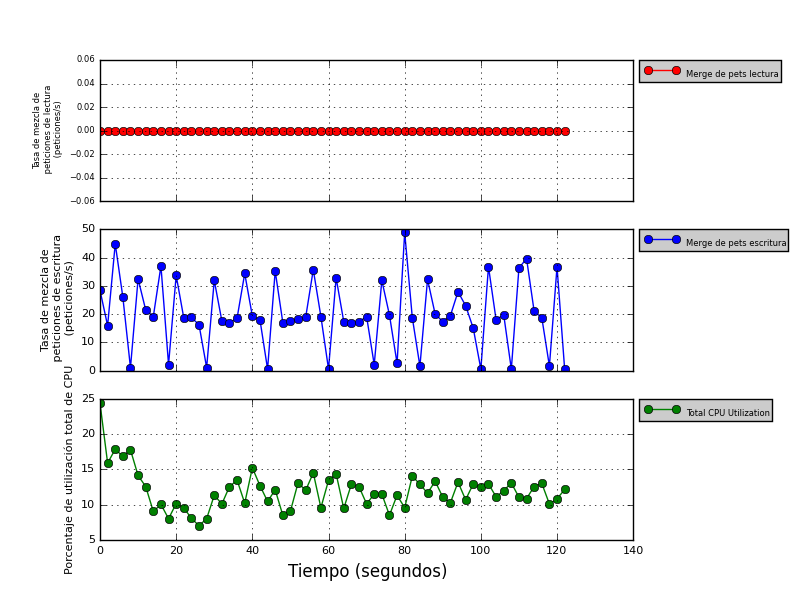 Tasa de mezcla de
peticiones de lectura
(peticiones/s)
0.06
0.04
0.02
0.00
−0.02
−0.04
−0.06
Merge de pets lectura
Tasa de mezcla de
peticiones de escritura
(peticiones/s)
50
40
30
20
10
0
Merge de pets escritura
Porcentaje de utilización total de CPU
25
20
15
10
5
Total CPU Utilization
0 20 40 60 80 100 120 140
Tiempo (segundos)